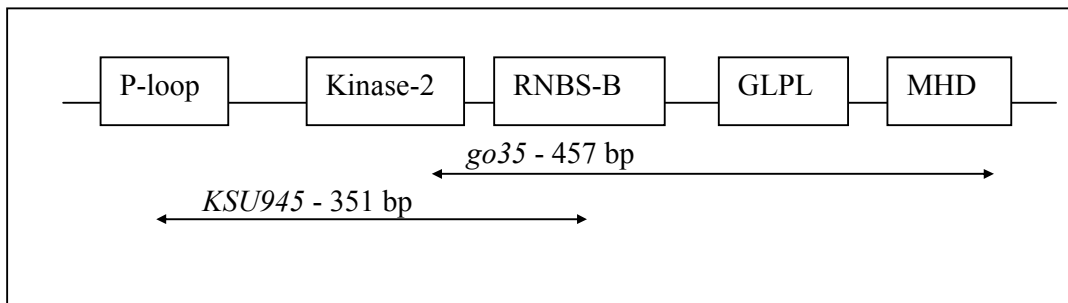 P-loop Kinase-2 RNBS-B GLPL MHD
go35 - 457 bp
KSU945 - 351 bp